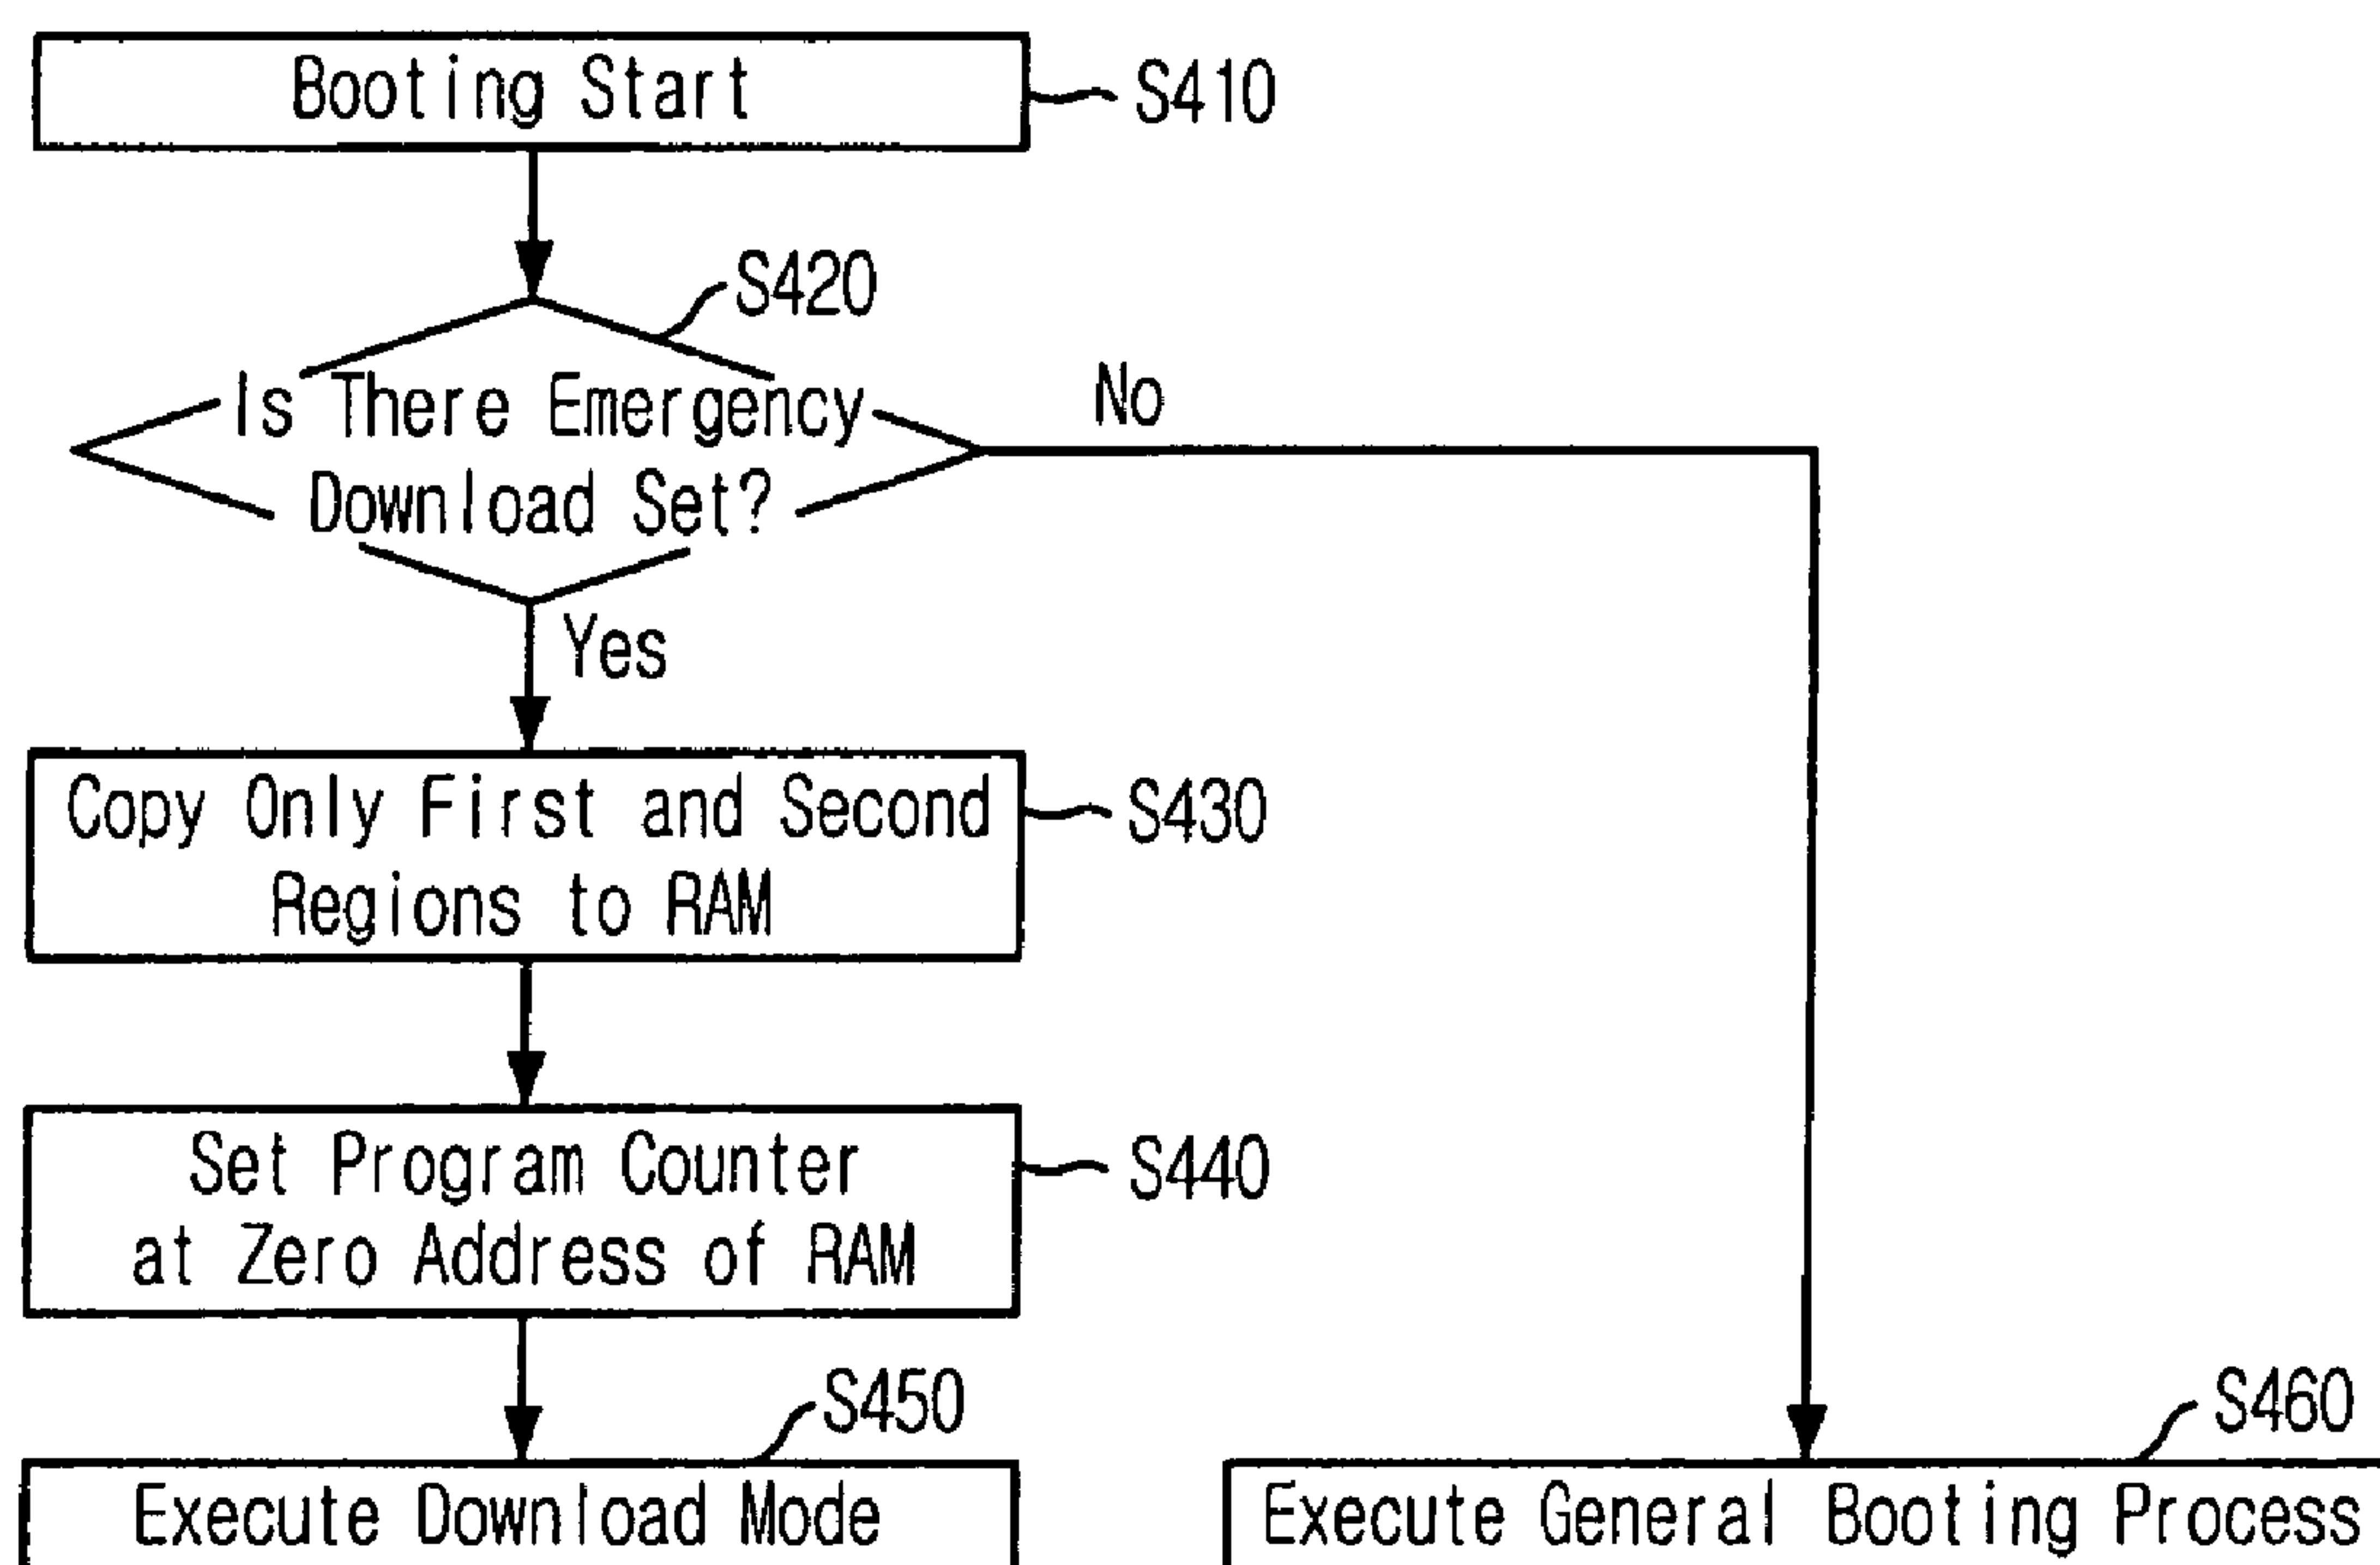 Booting Start
S410
S420
Is There Emergency
Download Set?
No
Yes
Copy Only First and Second
Regions to RAM
S430
Set Program Counter
at Zero Address of RAM
S440
S450
Execute Download Mode
S460
Execute General Booting Process